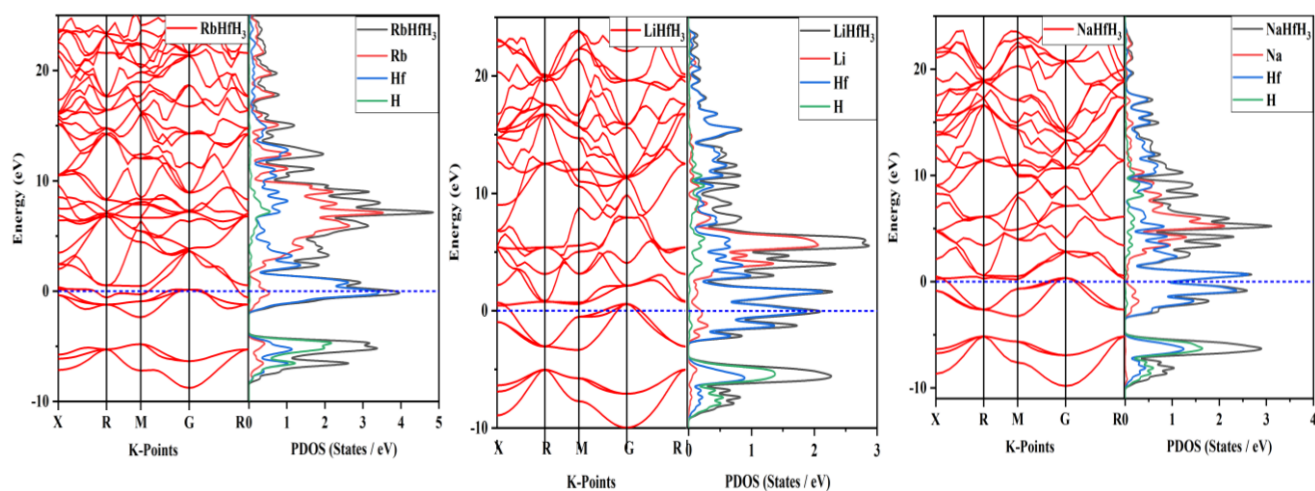 RbHfH₃
RbHfH₃
Rb
Hf
H
Energy (eV)
20
10
0
-10
X R M G R
0 1 2 3 4 5
K-Points
PDOS (States / eV)
LiHfH₃
LiHfH₃
Li
Hf
H
Energy (eV)
20
10
0
-10
X R M G R
0 1 2 3
K-Points
PDOS (States / eV)
NaHfH₃
NaHfH₃
Na
Hf
H
Energy (eV)
20
10
0
-10
X R M G R
0 1 2 3 4
K-Points
PDOS (States / eV)